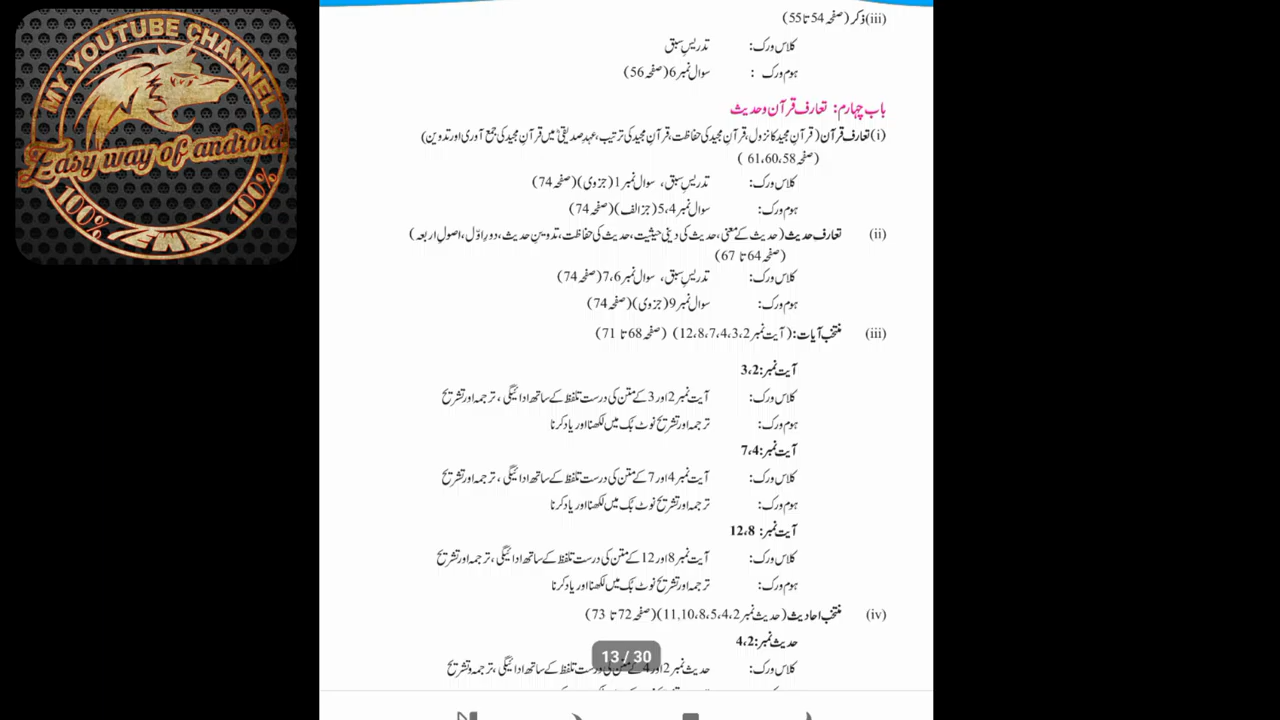 MY YOUTUBE CHANNEL
Easy way of android
100% 100%
(iii) ذکر (صفحہ 54 تا 55)
کلاس ورک: تدریسِ سبق
ہوم ورک : سوال نمبر 6 (صفحہ 56)
باب چہارم: تعارف قرآن و حدیث
(i) تعارف قرآن (قرآن مجید کا نزول، قرآن مجید کی حفاظت، قرآن مجید کی ترتیب، عہدِ صدیقیؓ میں قرآن مجید کی جمع آوری اور تدوین)
(صفحہ 58،60،61)
کلاس ورک: تدریسِ سبق، سوال نمبر 1 (جزوی) (صفحہ 74)
ہوم ورک: سوال نمبر 4،5 (جز الف) (صفحہ 74)
(ii) تعارف حدیث (حدیث کے معنی، حدیث کی دینی حیثیت، حدیث کی حفاظت، تدوینِ حدیث، دورِ اوّل، اصولِ اربعہ)
(صفحہ 64 تا 67)
کلاس ورک: تدریسِ سبق، سوال نمبر 6،7 (صفحہ 74)
ہوم ورک: سوال نمبر 9 (جزوی) (صفحہ 74)
(iii) منتخب آیات: (آیت نمبر 2،3،4،7،8،12) (صفحہ 68 تا 71)
آیت نمبر: 2،3
کلاس ورک: آیت نمبر 2 اور 3 کے متن کی درست تلفظ کے ساتھ ادائیگی، ترجمہ اور تشریح
ہوم ورک: ترجمہ اور تشریح نوٹ بُک میں لکھنا اور یاد کرنا
آیت نمبر: 4،7
کلاس ورک: آیت نمبر 4 اور 7 کے متن کی درست تلفظ کے ساتھ ادائیگی، ترجمہ اور تشریح
ہوم ورک: ترجمہ اور تشریح نوٹ بُک میں لکھنا اور یاد کرنا
آیت نمبر: 8،12
کلاس ورک: آیت نمبر 8 اور 12 کے متن کی درست تلفظ کے ساتھ ادائیگی، ترجمہ اور تشریح
ہوم ورک: ترجمہ اور تشریح نوٹ بُک میں لکھنا اور یاد کرنا
(iv) منتخب احادیث (حدیث نمبر 2،4،5،8،10،11) (صفحہ 72 تا 73)
حدیث نمبر: 2،4
کلاس ورک: حدیث نمبر 2 اور 4 کے متن کی درست تلفظ کے ساتھ ادائیگی، ترجمہ و تشریح
13 / 30